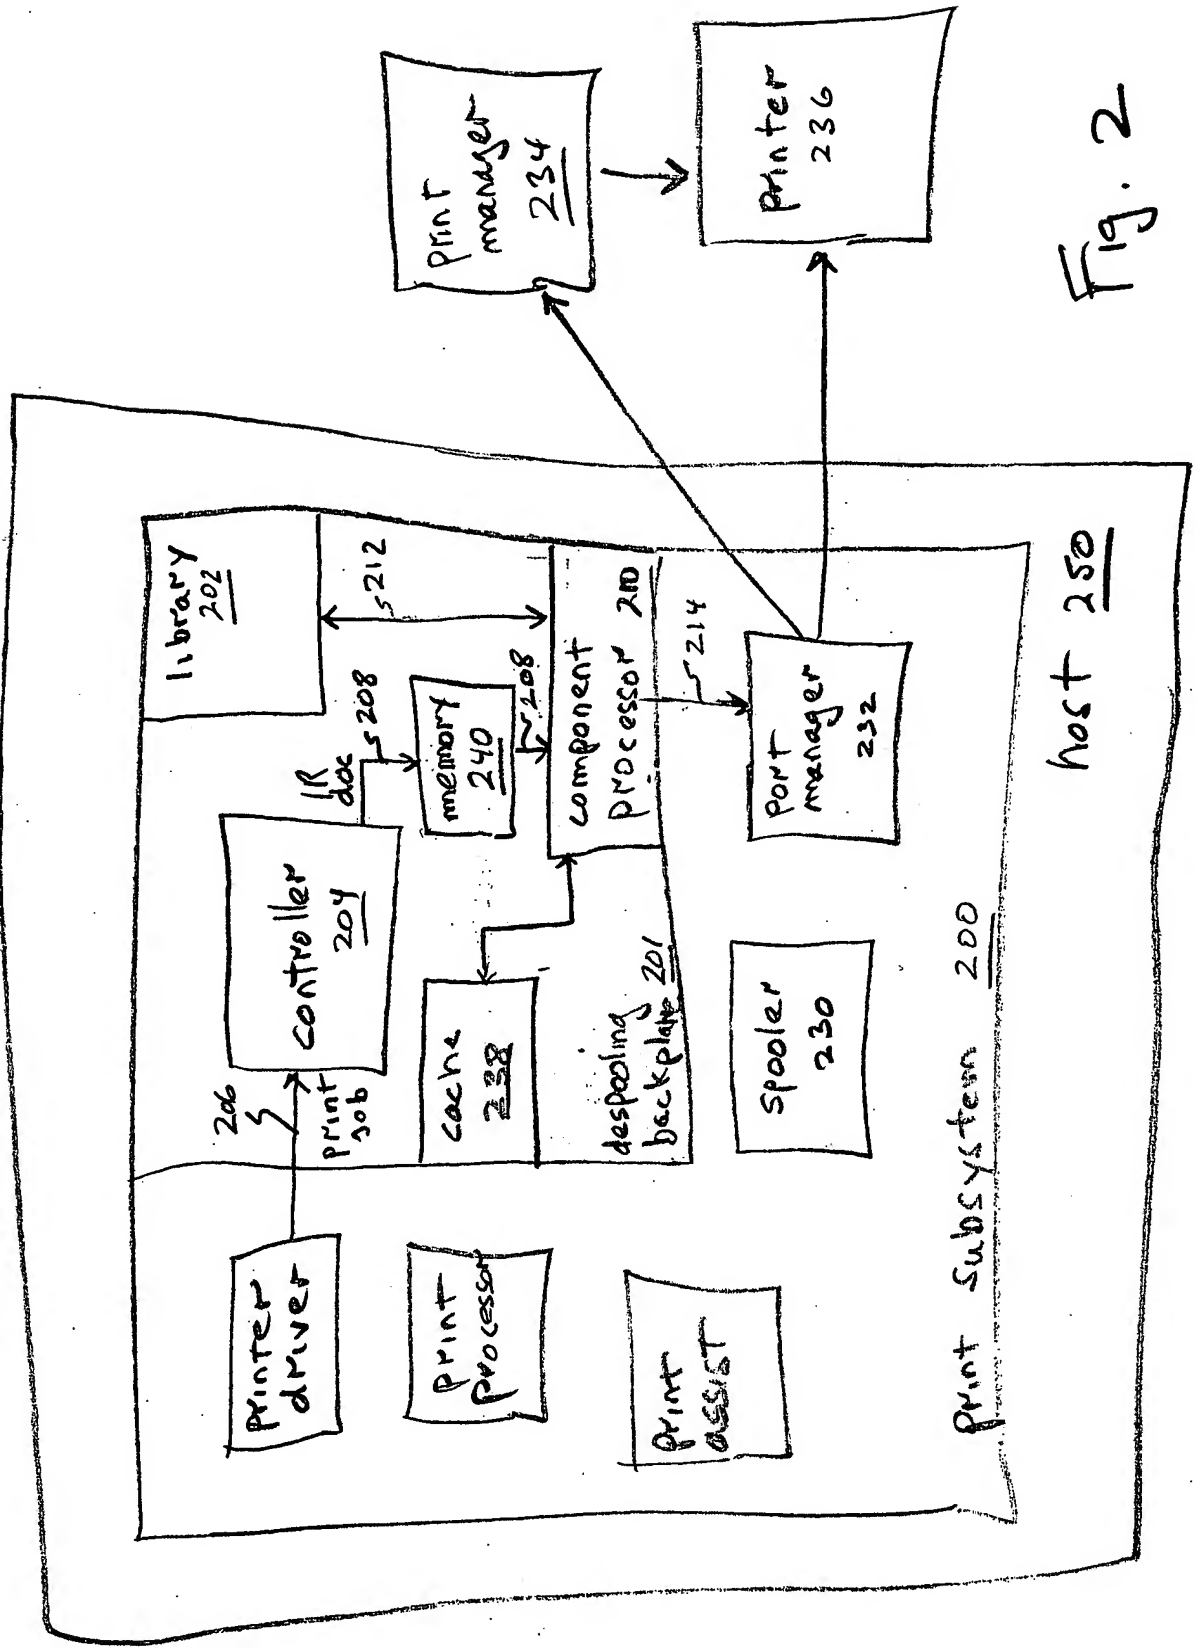 printer
driver
206
print
job
controller
204
IR
doc
208
library
202
212
print
processor
cache
238
memory
240
208
component
processor 210
despooling
backplane 201
214
print
assist
spooler
230
port
manager
232
print subsystem 200
host 250
print
manager
234
printer
236
Fig. 2